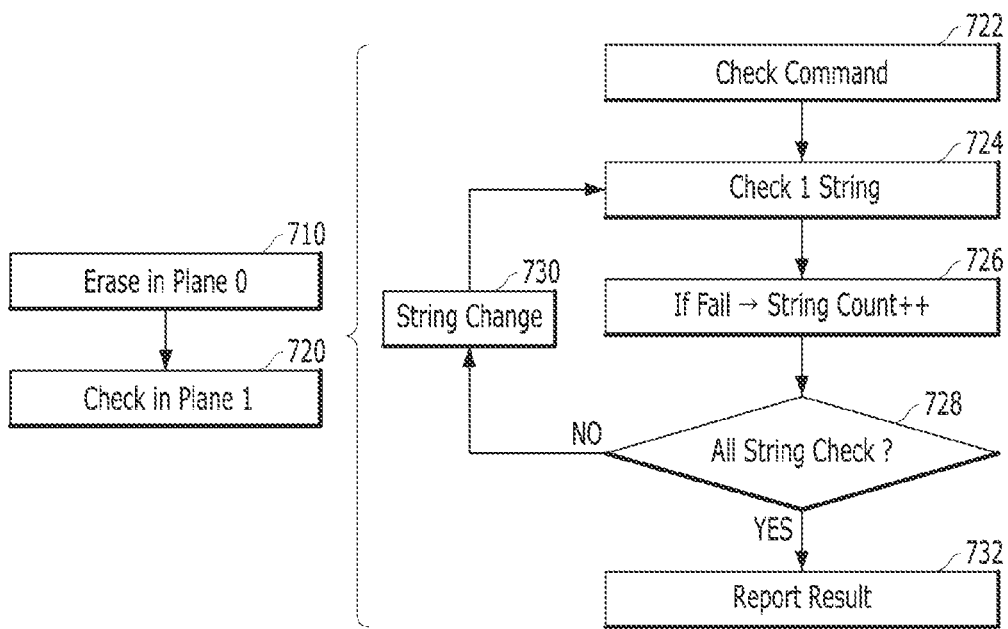 710
Erase in Plane 0
720
Check in Plane 1
722
Check Command
724
Check 1 String
726
If Fail → String Count++
730
String Change
728
All String Check ?
NO
YES
732
Report Result